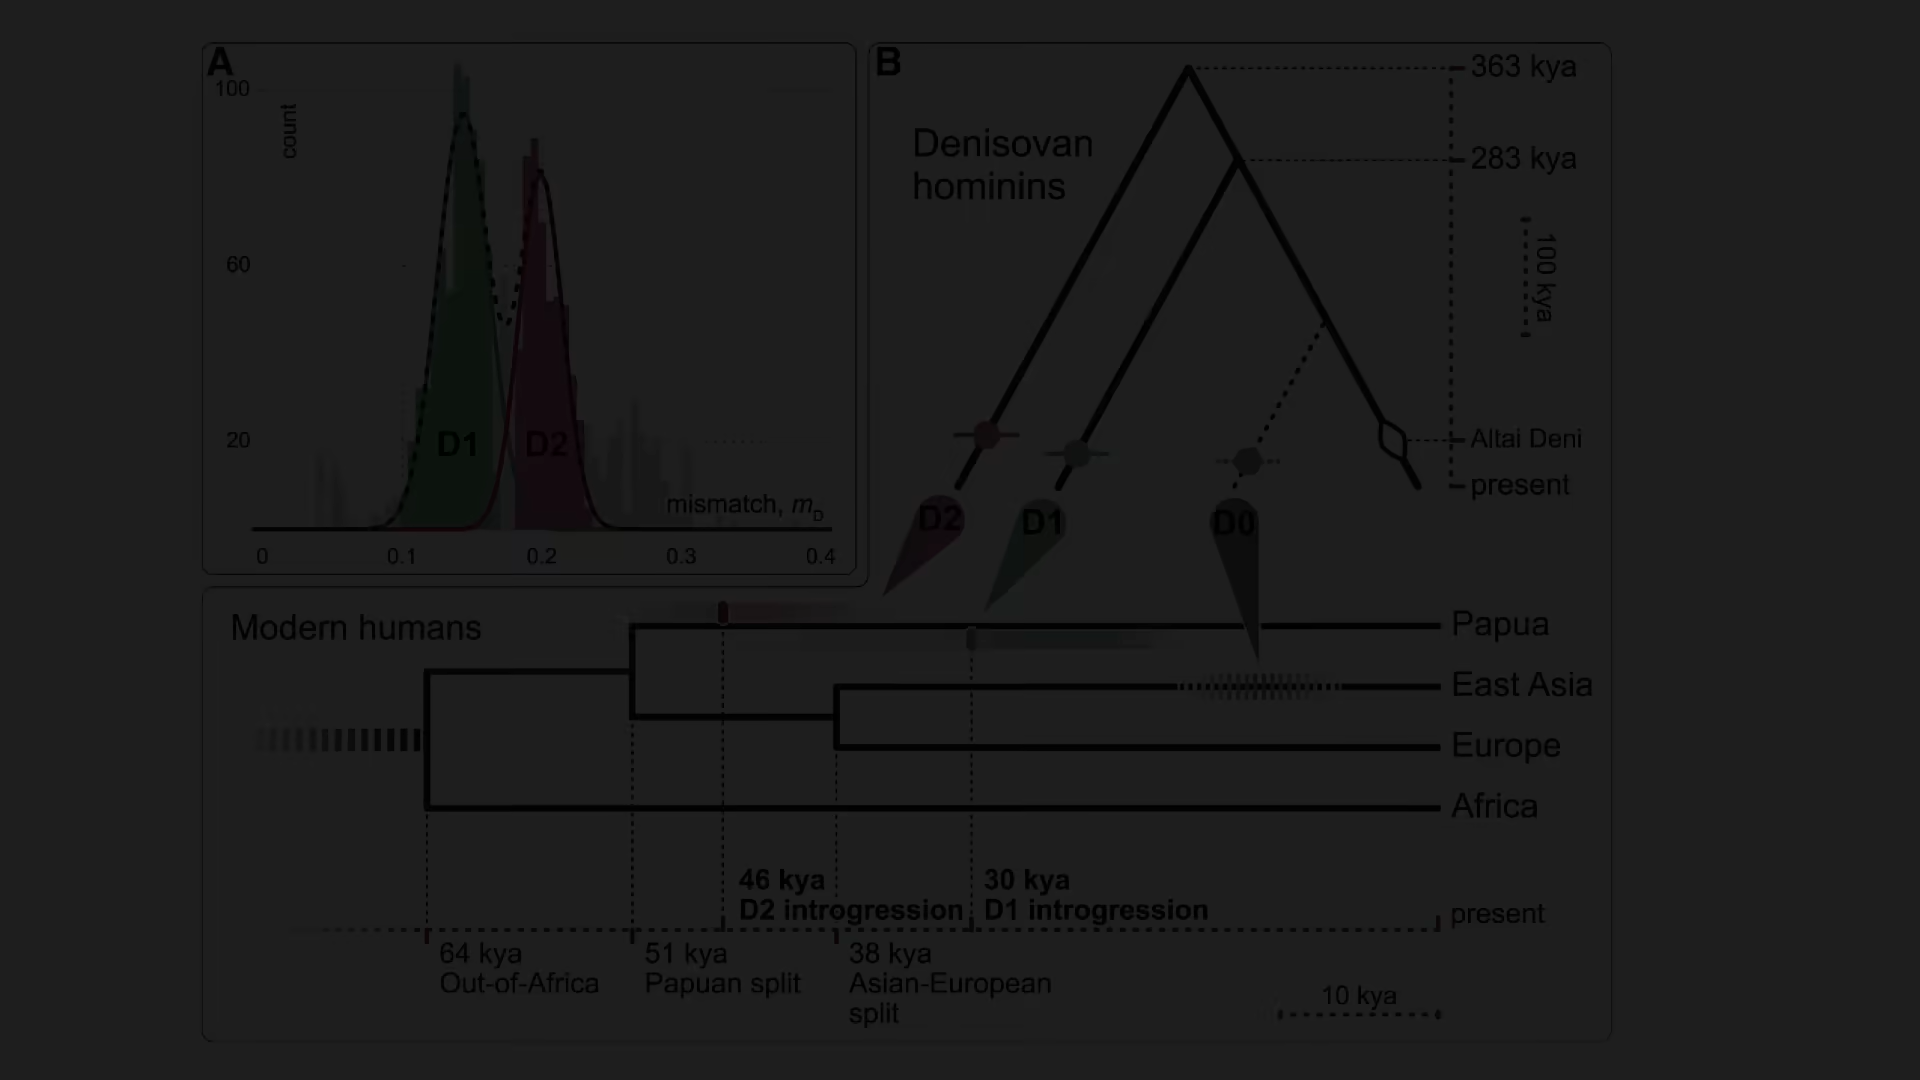 A
100
count
60
20
D1
D2
mismatch, mD
0
0.1
0.2
0.3
0.4
B
363 kya
283 kya
Denisovan
hominins
100 kya
Altai Deni
present
D2
D1
D0
Modern humans
Papua
East Asia
Europe
Africa
46 kya
D2 introgression
30 kya
D1 introgression
present
64 kya
Out-of-Africa
51 kya
Papuan split
38 kya
Asian-European
split
10 kya